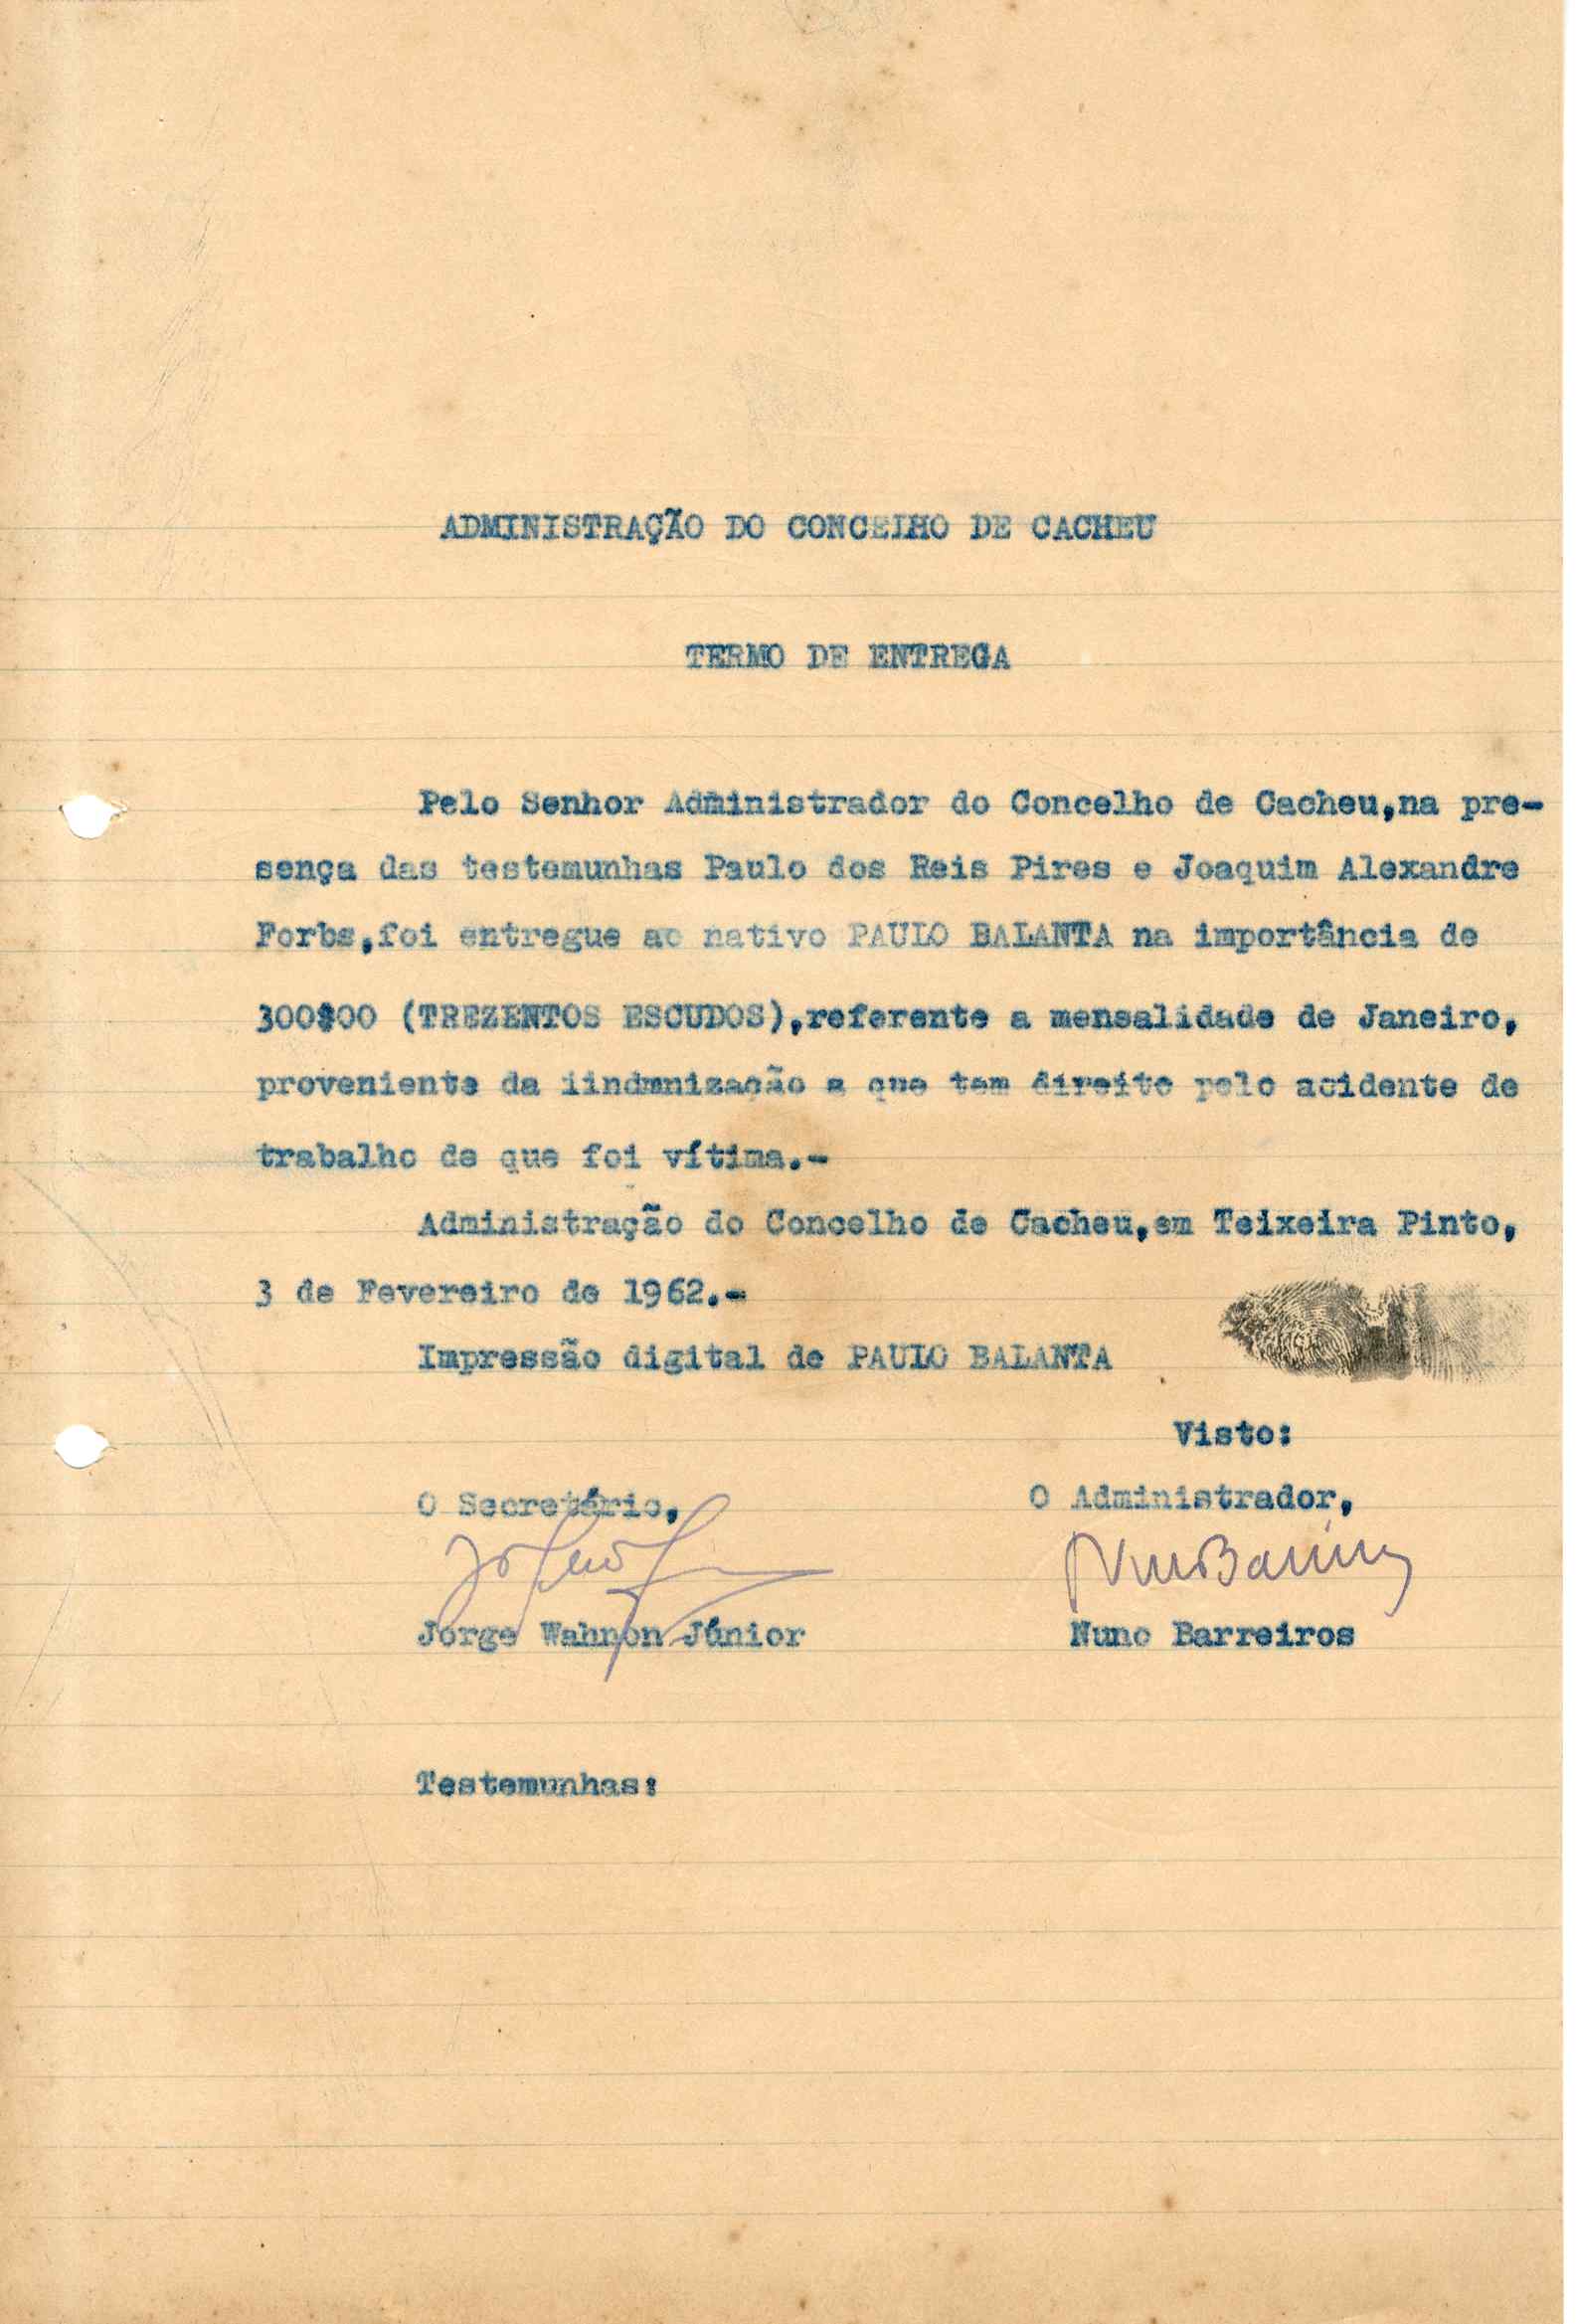 ADMINISTRAÇÃO DO CONCEIHO DE CACHEU
TERMO DE ENTREGA
Pelo Senhor Administrador do Concelho de Cacheu,na pre-
sença das testemunhas Paulo dos Reis Pires e Joaquim Alexandre
Forbs,foi entregue ao nativo PAULO BALANTA na importância de
300$00 (TREZENTOS ESCUDOS),referente a mensalidade de Janeiro,
proveniente da iindmnização a que tem direito pelo acidente de
trabalho de que foi vítima.-
Administração do Concelho de Cacheu,em Teixeira Pinto,
3 de Fevereiro de 1962.-
Impressão digital de PAULO BALANTA
Visto:
O Secretário, O Administrador,
Jorge Wahnon Júnior Nuno Barreiros
Testemunhas: